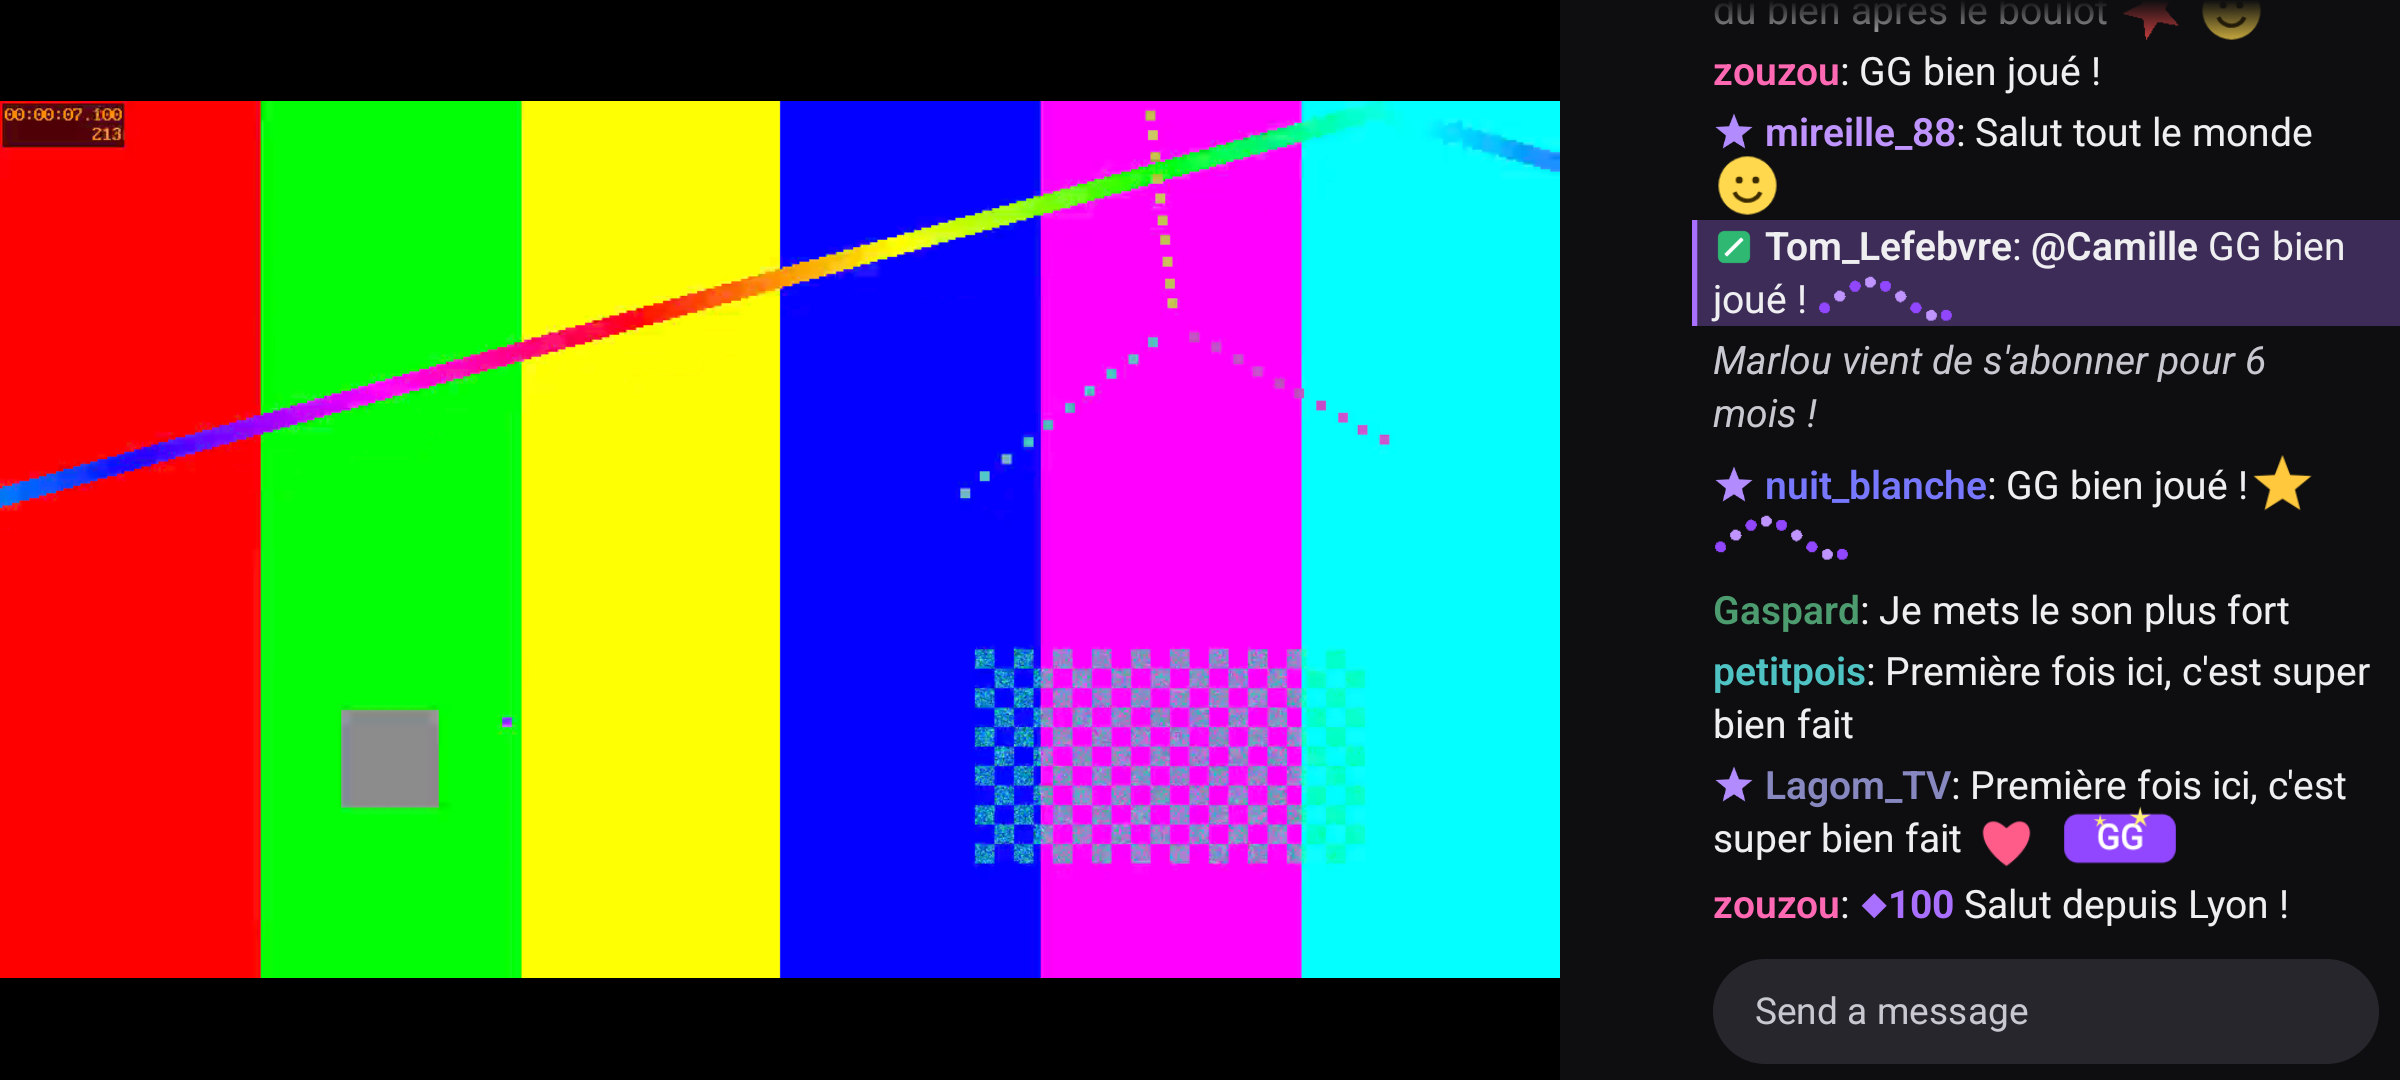 00:00:07.100
213
du bien après le boulot
zouzou: GG bien joué !
mireille_88: Salut tout le monde
Tom_Lefebvre: @Camille GG bien
joué !
Marlou vient de s'abonner pour 6
mois !
nuit_blanche: GG bien joué !
Gaspard: Je mets le son plus fort
petitpois: Première fois ici, c'est super
bien fait
Lagom_TV: Première fois ici, c'est
super bien fait GG
zouzou: ◆100 Salut depuis Lyon !
Send a message